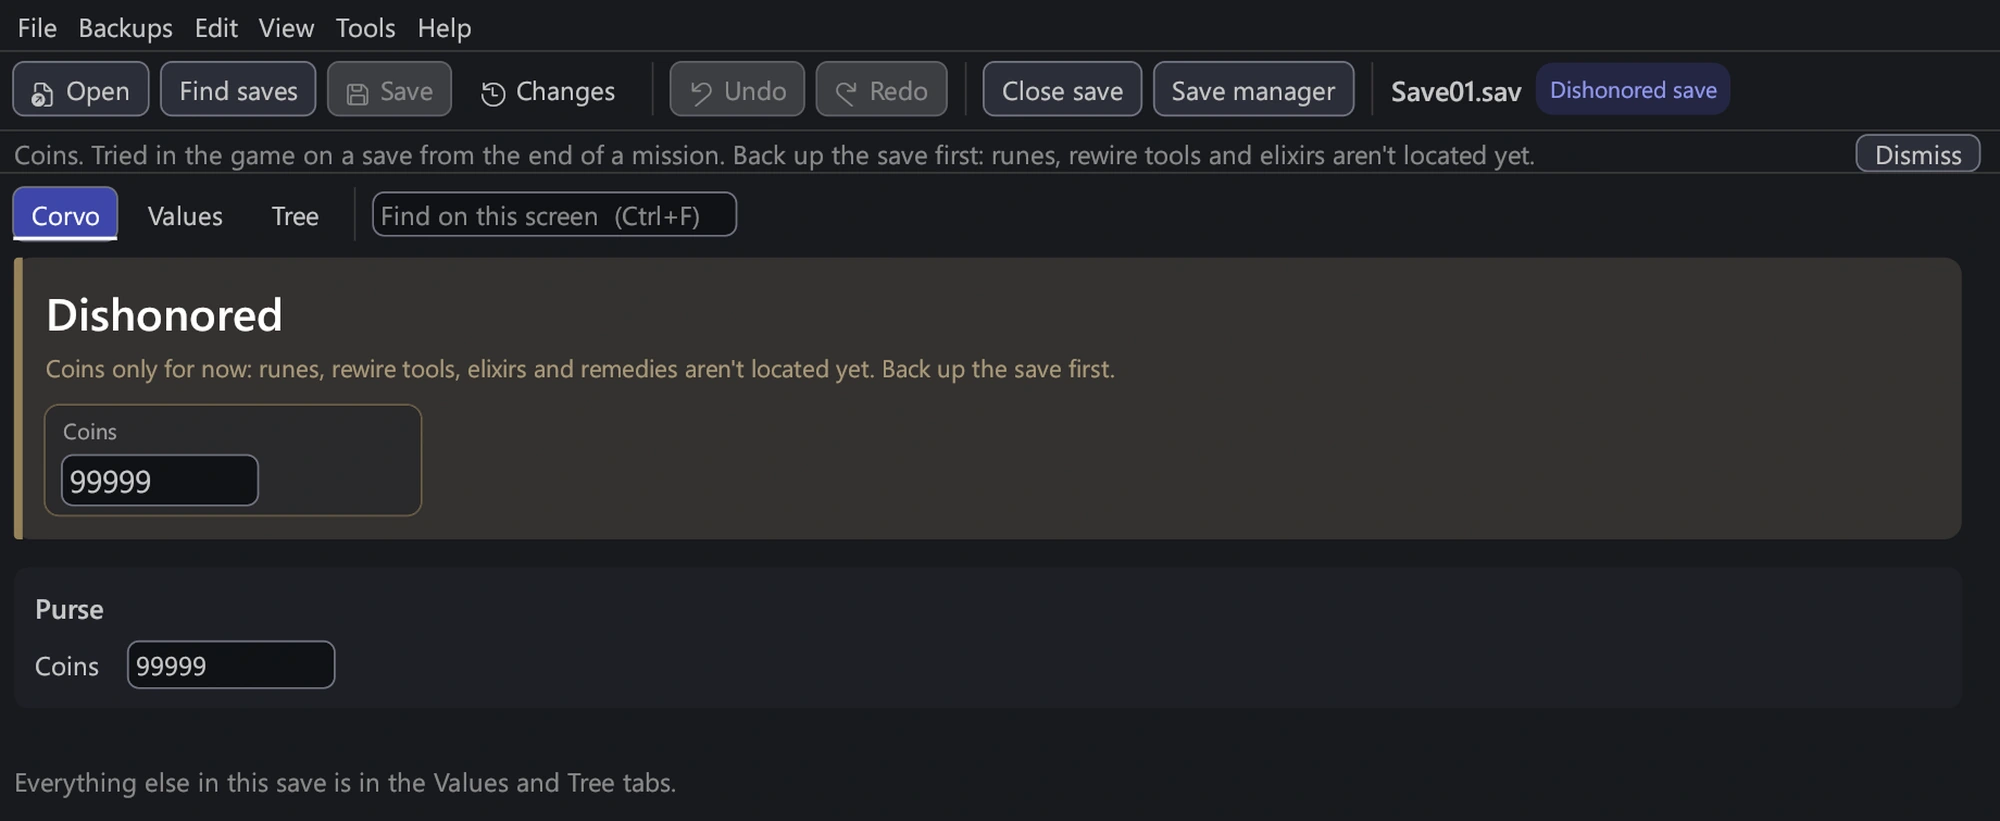 File Backups Edit View Tools Help
Open Find saves Save Changes Undo Redo Close save Save manager Save01.sav Dishonored save
Coins. Tried in the game on a save from the end of a mission. Back up the save first: runes, rewire tools and elixirs aren't located yet. Dismiss
Corvo Values Tree Find on this screen (Ctrl+F)
Dishonored
Coins only for now: runes, rewire tools, elixirs and remedies aren't located yet. Back up the save first.
Coins
99999
Purse
Coins 99999
Everything else in this save is in the Values and Tree tabs.